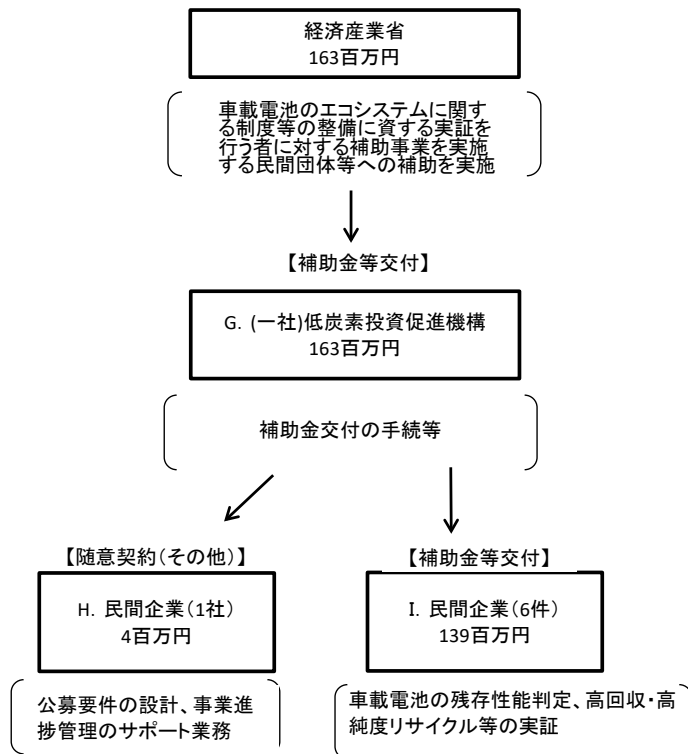 経済産業省
163百万円
車載電池のエコシステムに関す
る制度等の整備に資する実証を
行う者に対する補助事業を実施
する民間団体等への補助を実施
【補助金等交付】
G. (一社)低炭素投資促進機構
163百万円
補助金交付の手続等
【随意契約(その他)】
H. 民間企業(1社)
4百万円
公募要件の設計、事業進
捗管理のサポート業務
【補助金等交付】
I. 民間企業(6件)
139百万円
車載電池の残存性能判定、高回収・高
純度リサイクル等の実証